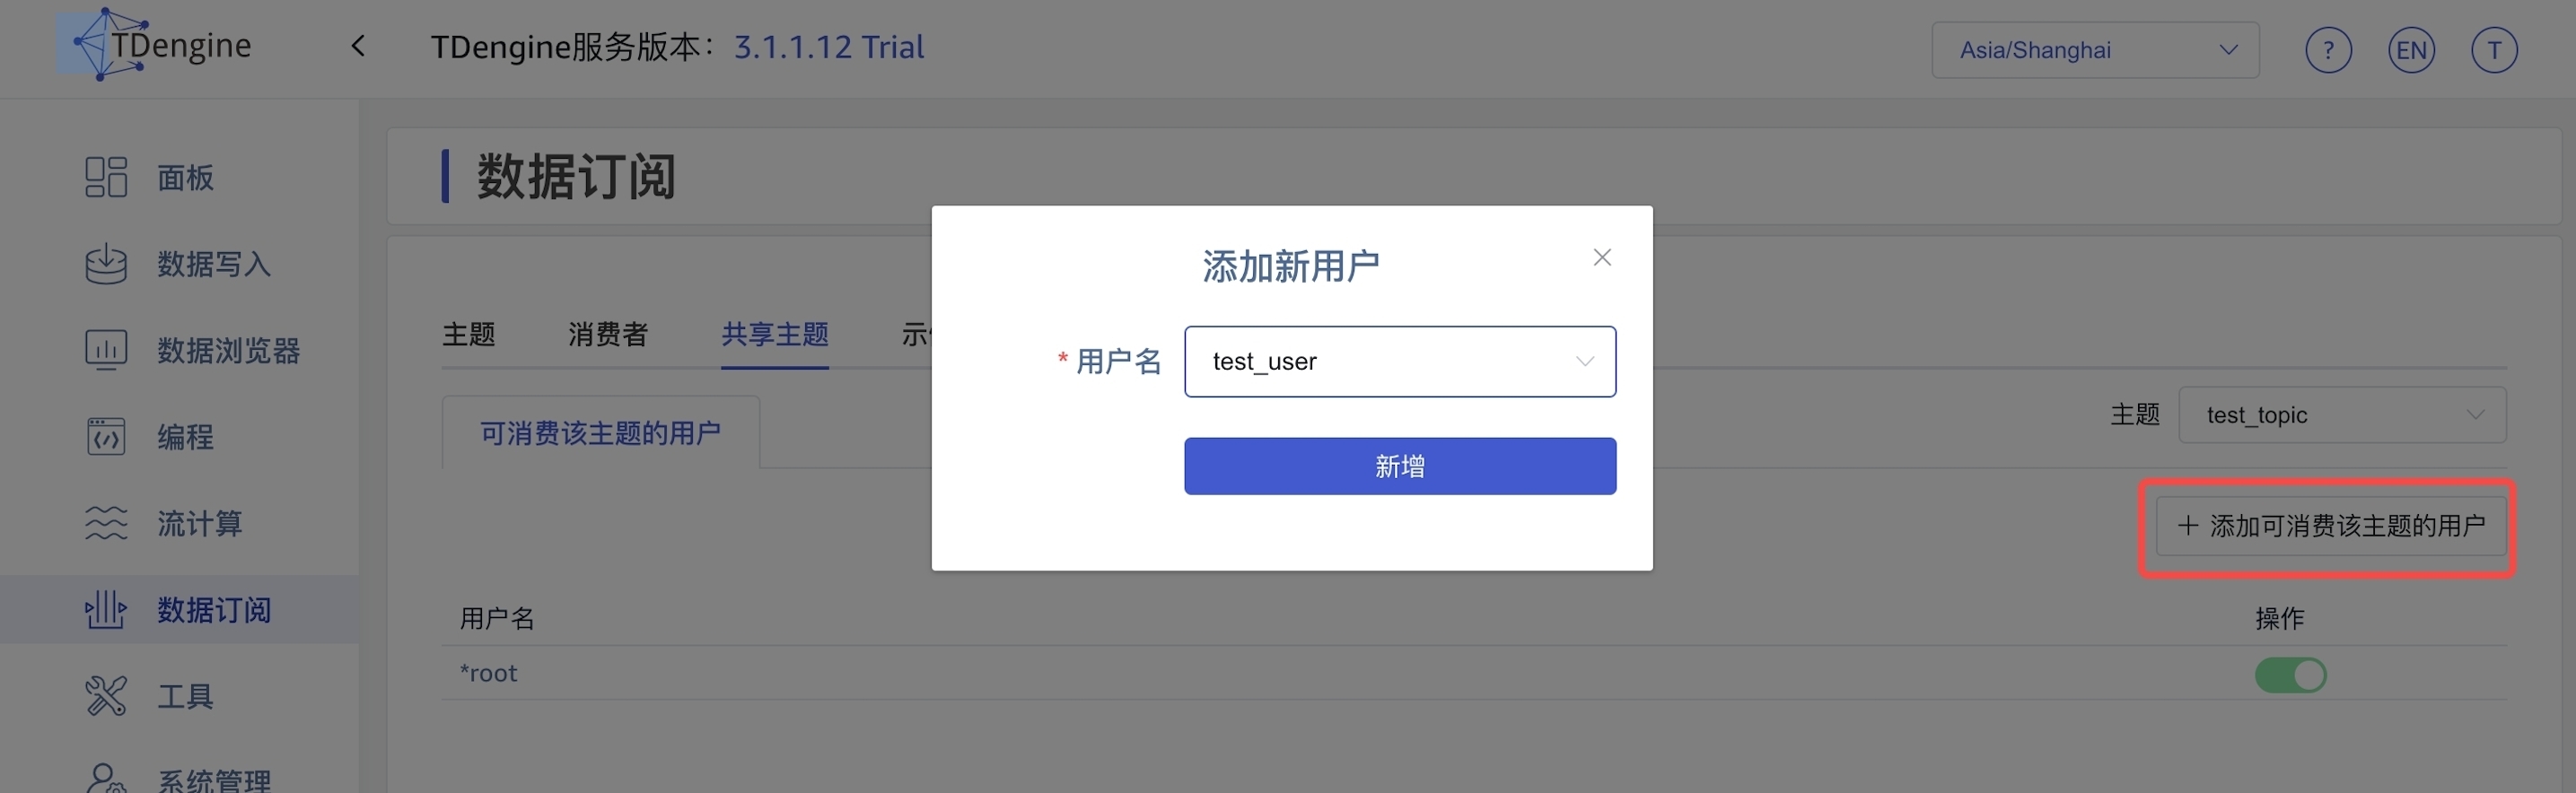 TDengine
TDengine服务版本： 3.1.1.12 Trial
Asia/Shanghai
?
EN
T
面板
数据写入
数据浏览器
编程
流计算
数据订阅
工具
系统管理
数据订阅
主题
消费者
共享主题
示
可消费该主题的用户
主题
test_topic
+ 添加可消费该主题的用户
用户名
操作
*root
添加新用户
* 用户名
test_user
新增